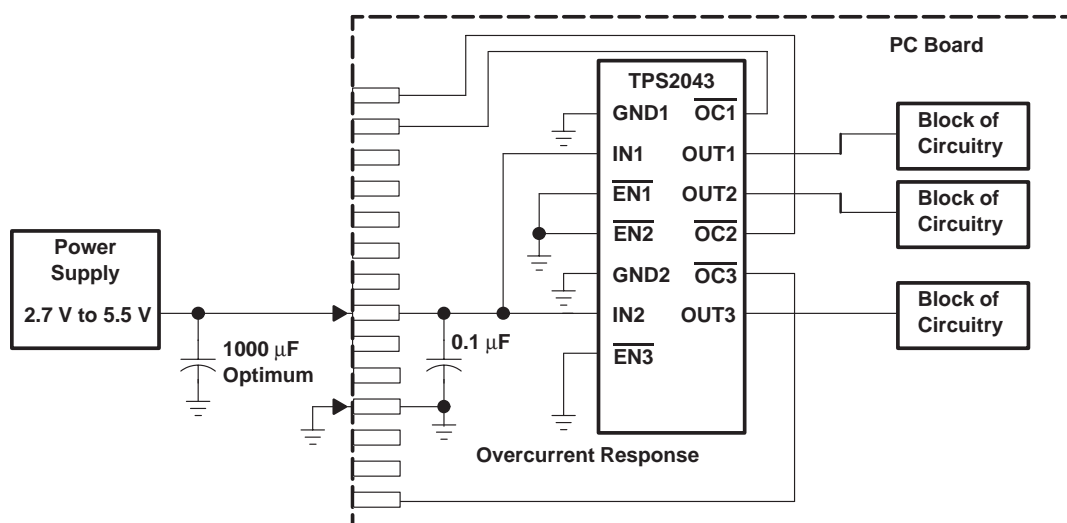 PC Board
TPS2043
GND1 OC1
IN1 OUT1
EN1 OUT2
EN2 OC2
GND2 OC3
IN2 OUT3
EN3
Block of
Circuitry
Block of
Circuitry
Block of
Circuitry
Power
Supply
2.7 V to 5.5 V
1000 μF
Optimum
0.1 μF
Overcurrent Response